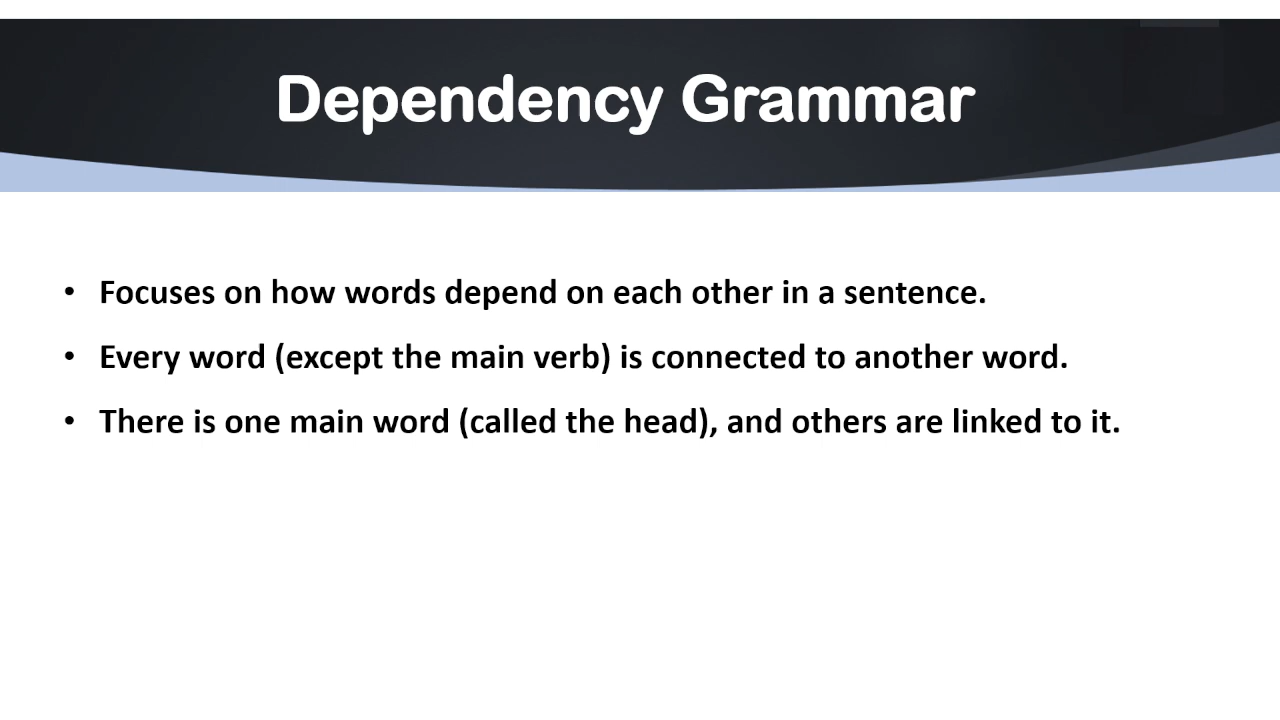 Dependency Grammar
• Focuses on how words depend on each other in a sentence.
• Every word (except the main verb) is connected to another word.
• There is one main word (called the head), and others are linked to it.